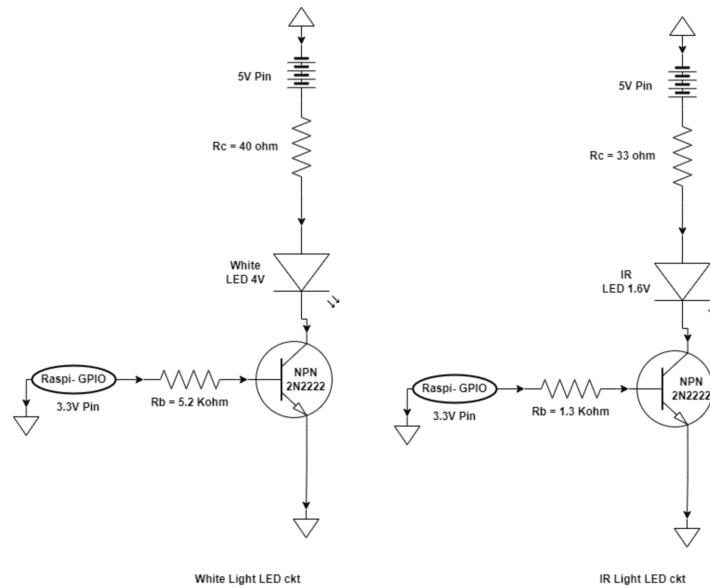 5V Pin
Rc = 40 ohm
White
LED 4V
NPN
2N2222
Raspi- GPIO
3.3V Pin
Rb = 5.2 Kohm
White Light LED ckt
5V Pin
Rc = 33 ohm
IR
LED 1.6V
NPN
2N2222
Raspi- GPIO
3.3V Pin
Rb = 1.3 Kohm
IR Light LED ckt